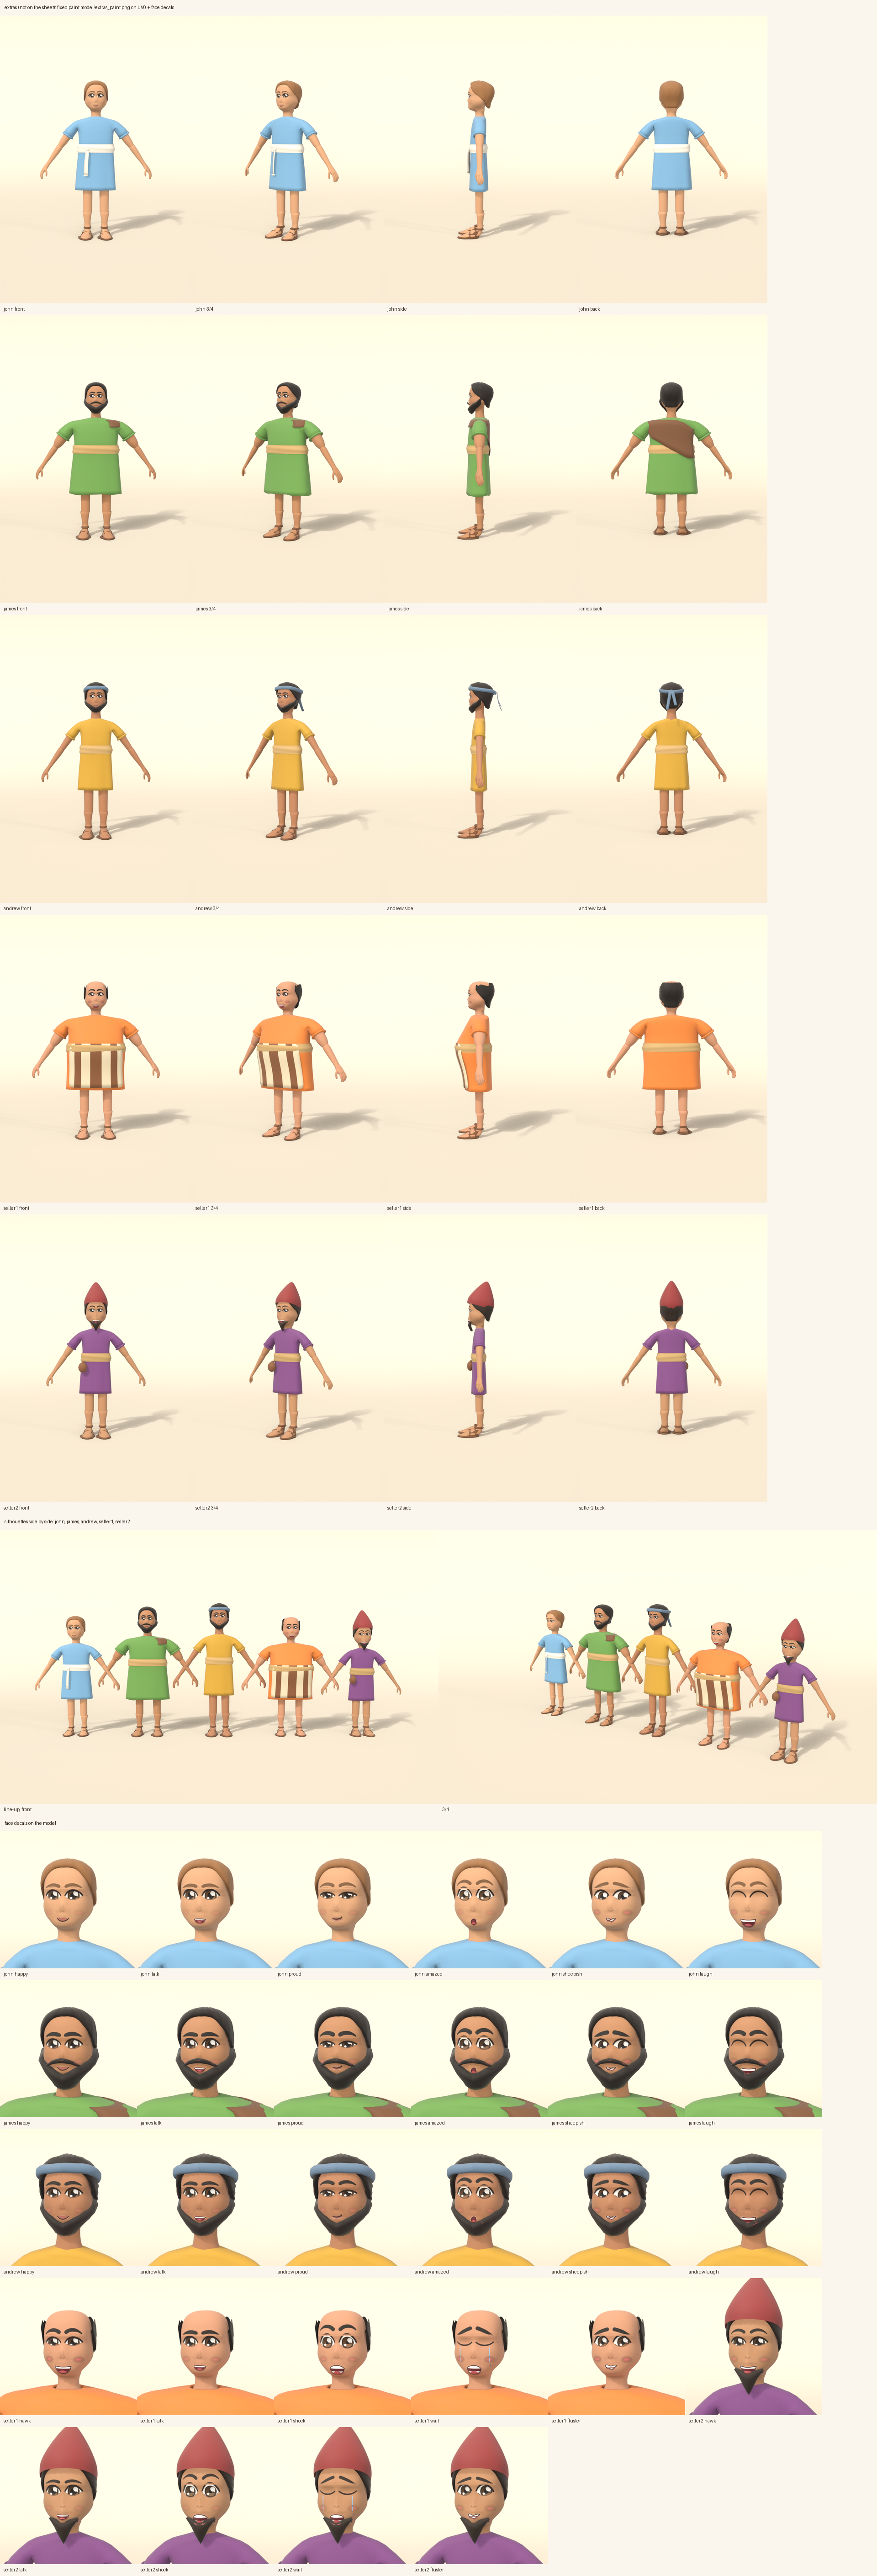 extras (not on the sheet): fixed paint model/extras_paint.png on UV0 + face decals
john front
john 3/4
john side
john back
james front
james 3/4
james side
james back
andrew front
andrew 3/4
andrew side
andrew back
seller1 front
seller1 3/4
seller1 side
seller1 back
seller2 front
seller2 3/4
seller2 side
seller2 back
silhouettes side by side: john, james, andrew, seller1, seller2
line-up, front
3/4
face decals on the model
john happy
john talk
john proud
john amazed
john sheepish
john laugh
james happy
james talk
james proud
james amazed
james sheepish
james laugh
andrew happy
andrew talk
andrew proud
andrew amazed
andrew sheepish
andrew laugh
seller1 hawk
seller1 talk
seller1 shock
seller1 wail
seller1 fluster
seller2 hawk
seller2 talk
seller2 shock
seller2 wail
seller2 fluster